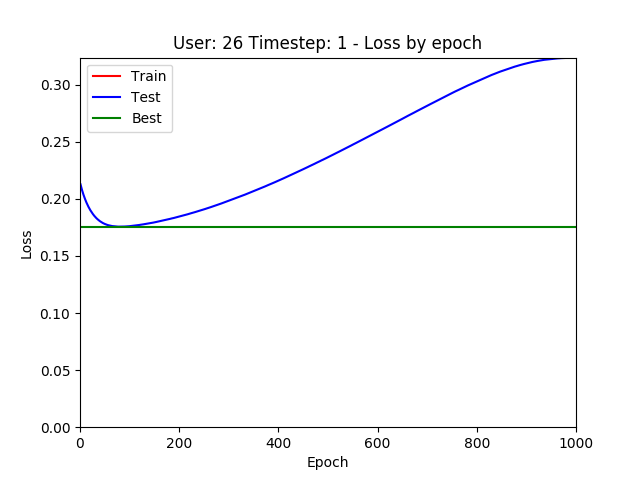 User: 26 Timestep: 1 - Loss by epoch
Train
Test
Best
Loss
0.30
0.25
0.20
0.15
0.10
0.05
0.00
0 200 400 600 800 1000
Epoch